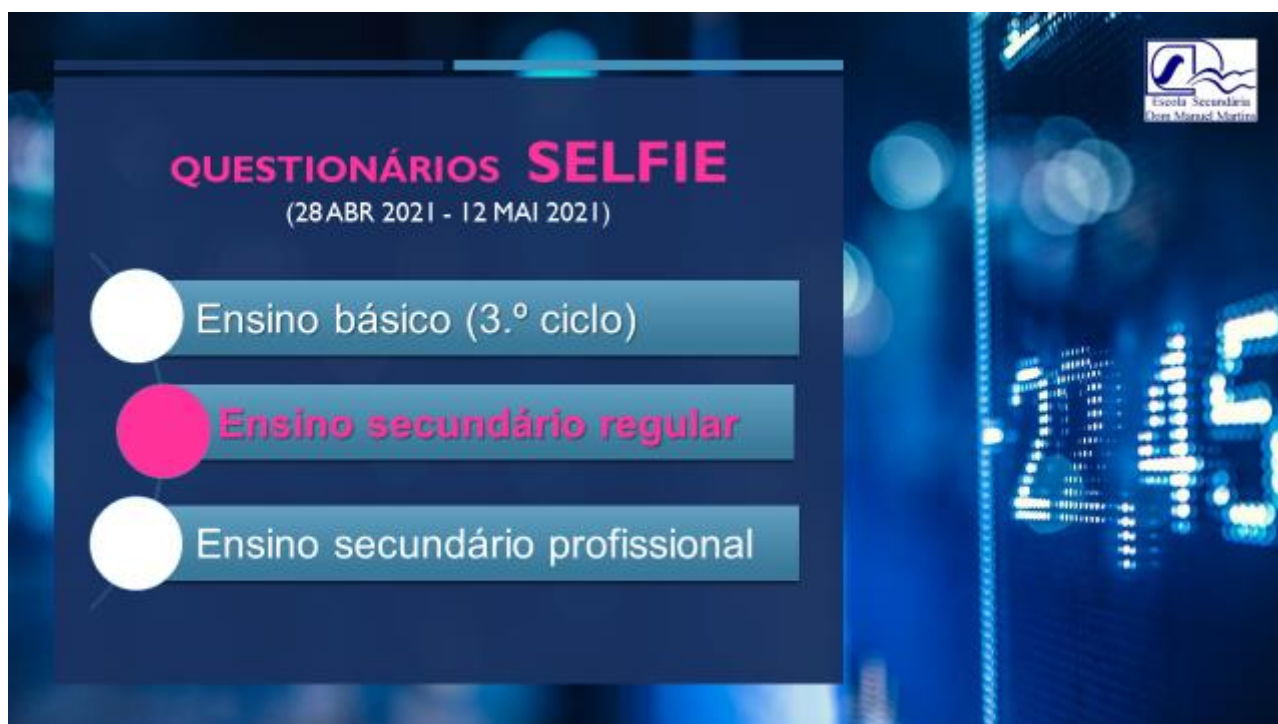 Escola Secundária
Dom Manuel Martins
QUESTIONÁRIOS SELFIE
(28 ABR 2021 - 12 MAI 2021)
Ensino básico (3.º ciclo)
Ensino secundário regular
Ensino secundário profissional